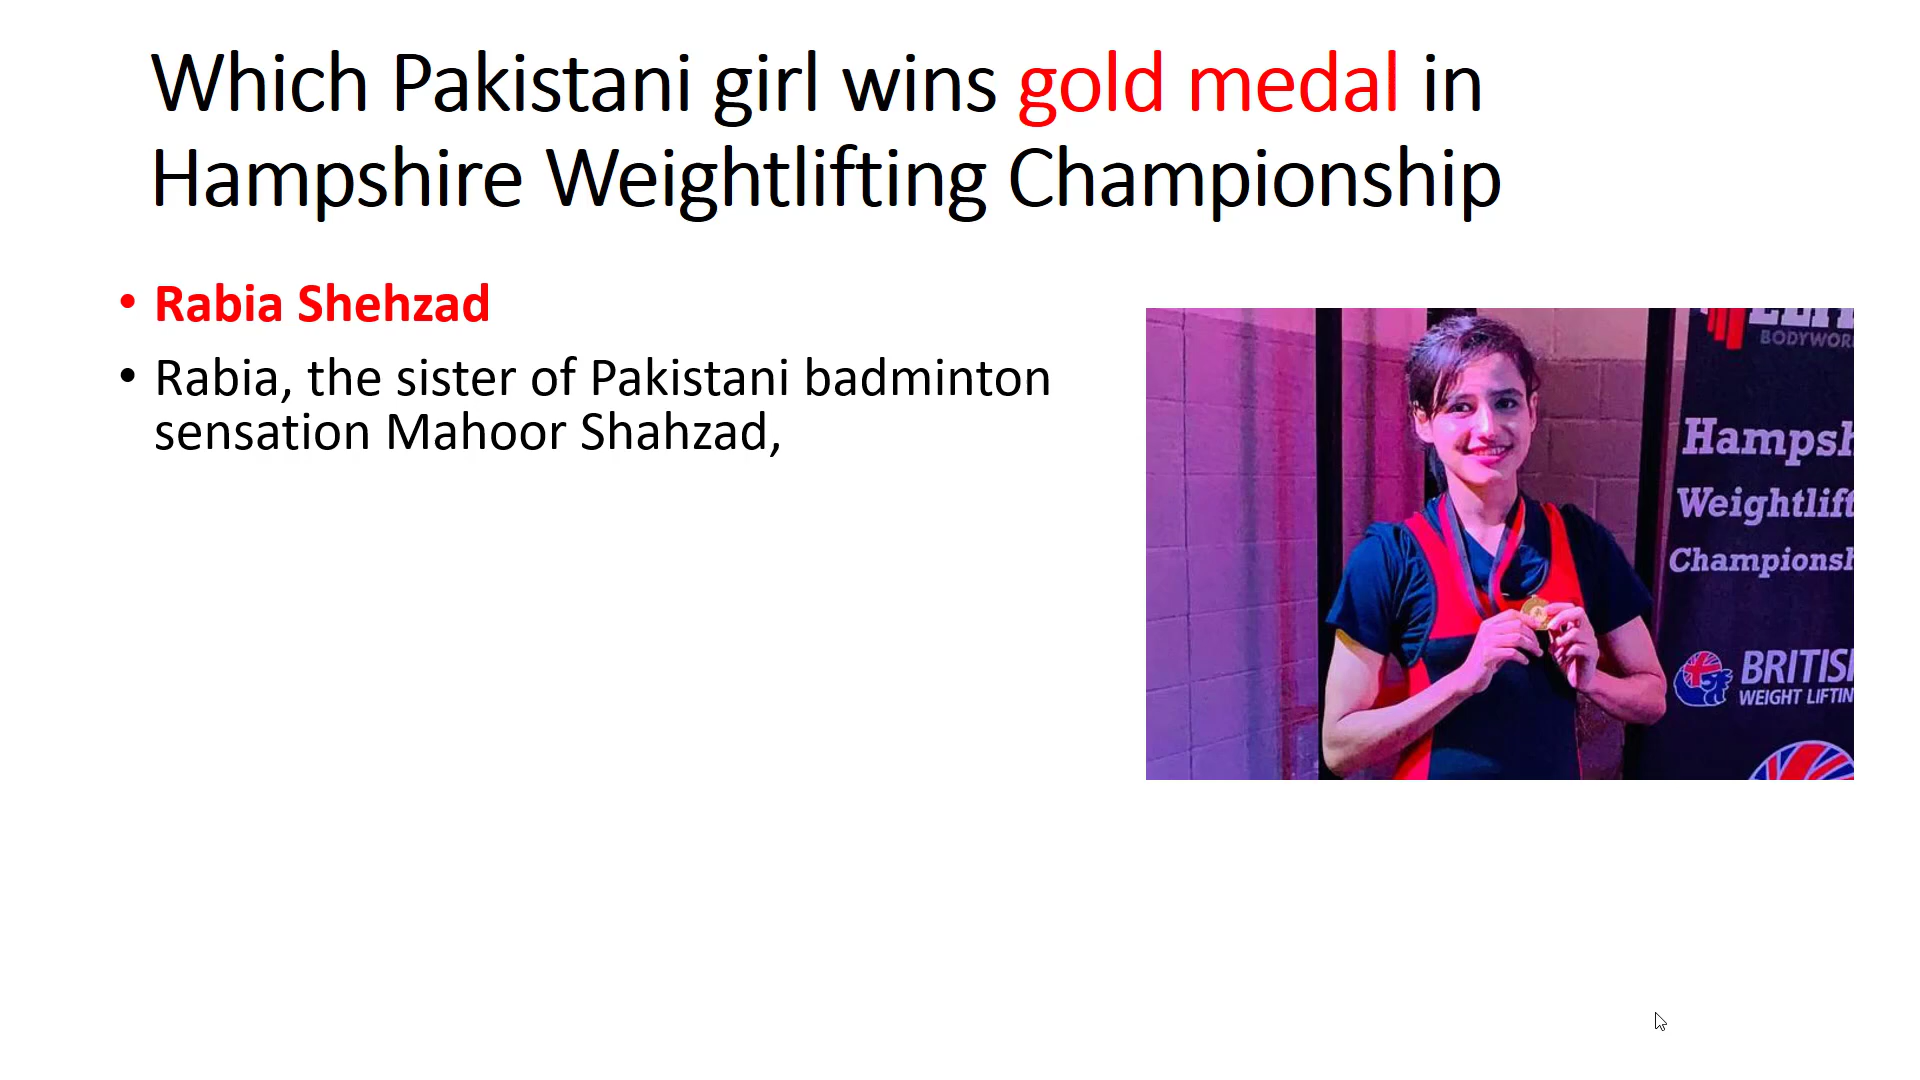 Which Pakistani girl wins gold medal in
Hampshire Weightlifting Championship
• Rabia Shehzad
• Rabia, the sister of Pakistani badminton
sensation Mahoor Shahzad,
BODYWOR
Hampsh
Weightlift
Championsh
BRITIS
WEIGHT LIFTIN